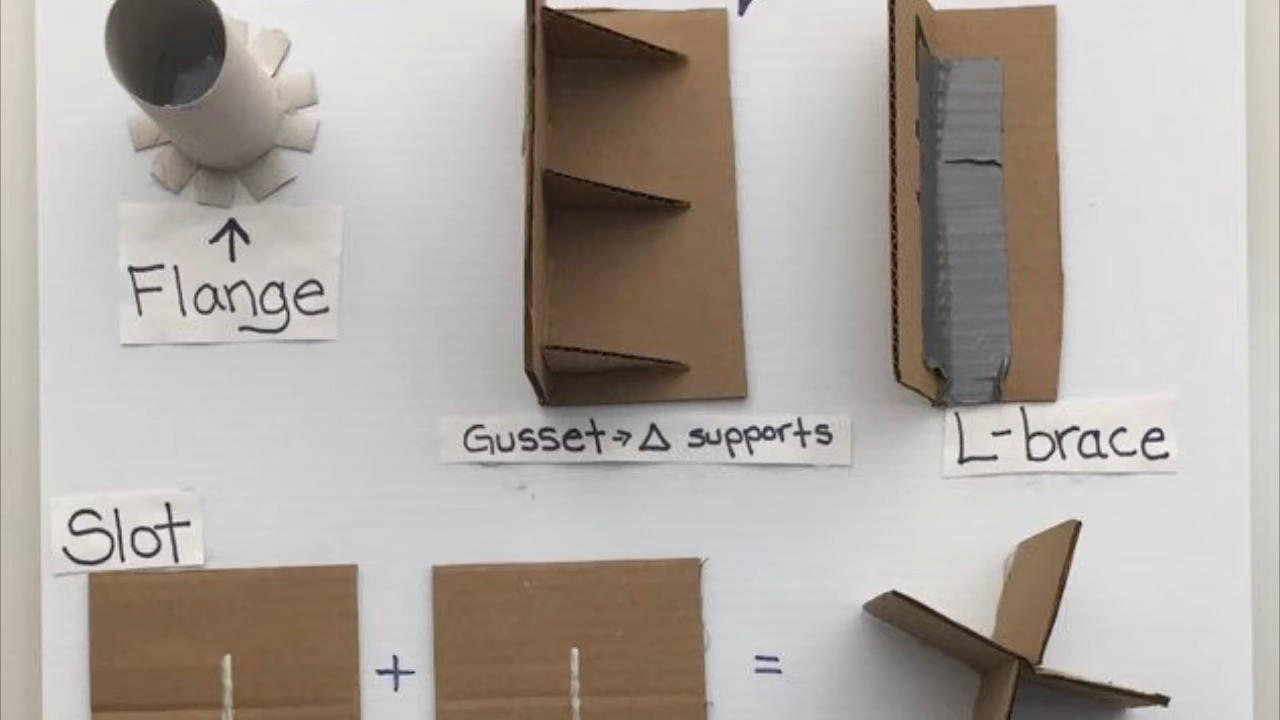 ↑
Flange
Gusset → △ supports
L-brace
Slot
+ =